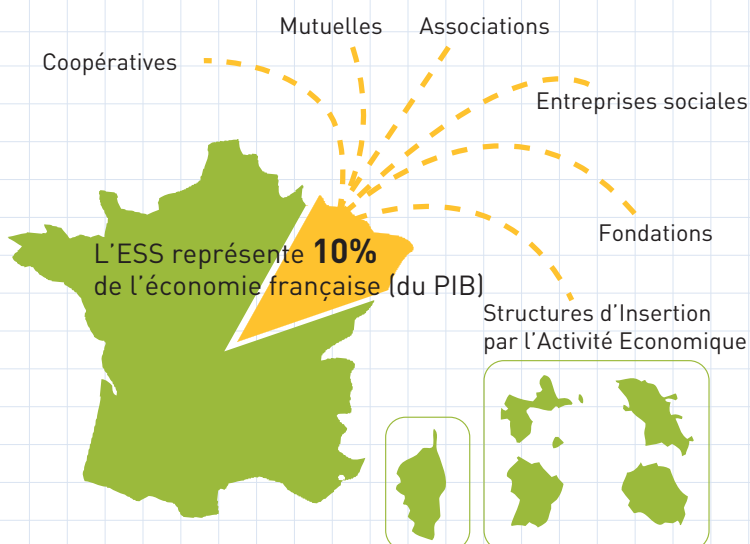 Mutuelles
Associations
Coopératives
Entreprises sociales
Fondations
L'ESS représente 10%
de l'économie française (du PIB)
Structures d'Insertion
par l'Activité Economique